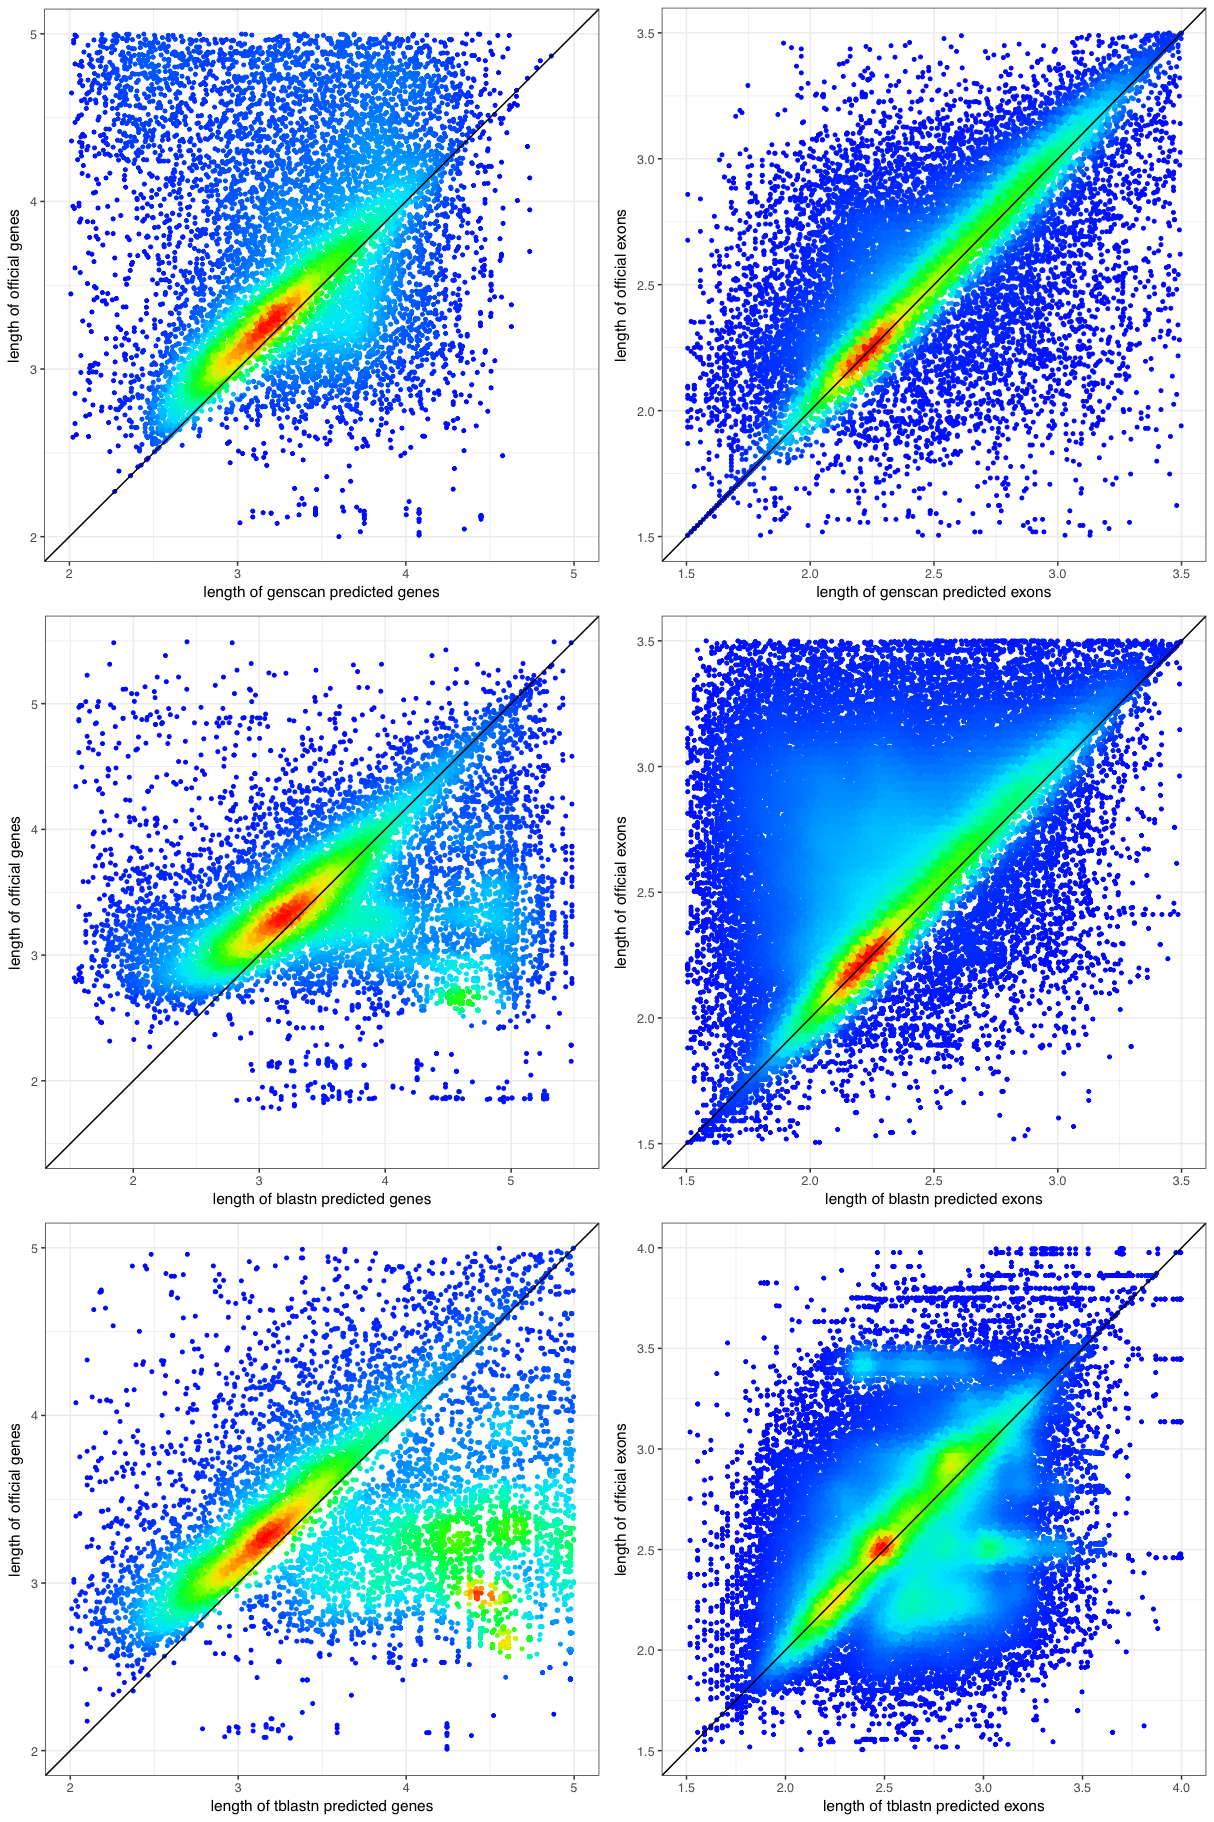 5
4
3
2
length of official genes
2 3 4 5
length of genscan predicted genes
3.5
3.0
2.5
2.0
1.5
length of official exons
1.5 2.0 2.5 3.0 3.5
length of genscan predicted exons
5
4
3
2
length of official genes
2 3 4 5
length of blastn predicted genes
3.5
3.0
2.5
2.0
1.5
length of official exons
1.5 2.0 2.5 3.0 3.5
length of blastn predicted exons
5
4
3
2
length of official genes
2 3 4 5
length of tblastn predicted genes
4.0
3.5
3.0
2.5
2.0
1.5
length of official exons
1.5 2.0 2.5 3.0 3.5 4.0
length of tblastn predicted exons